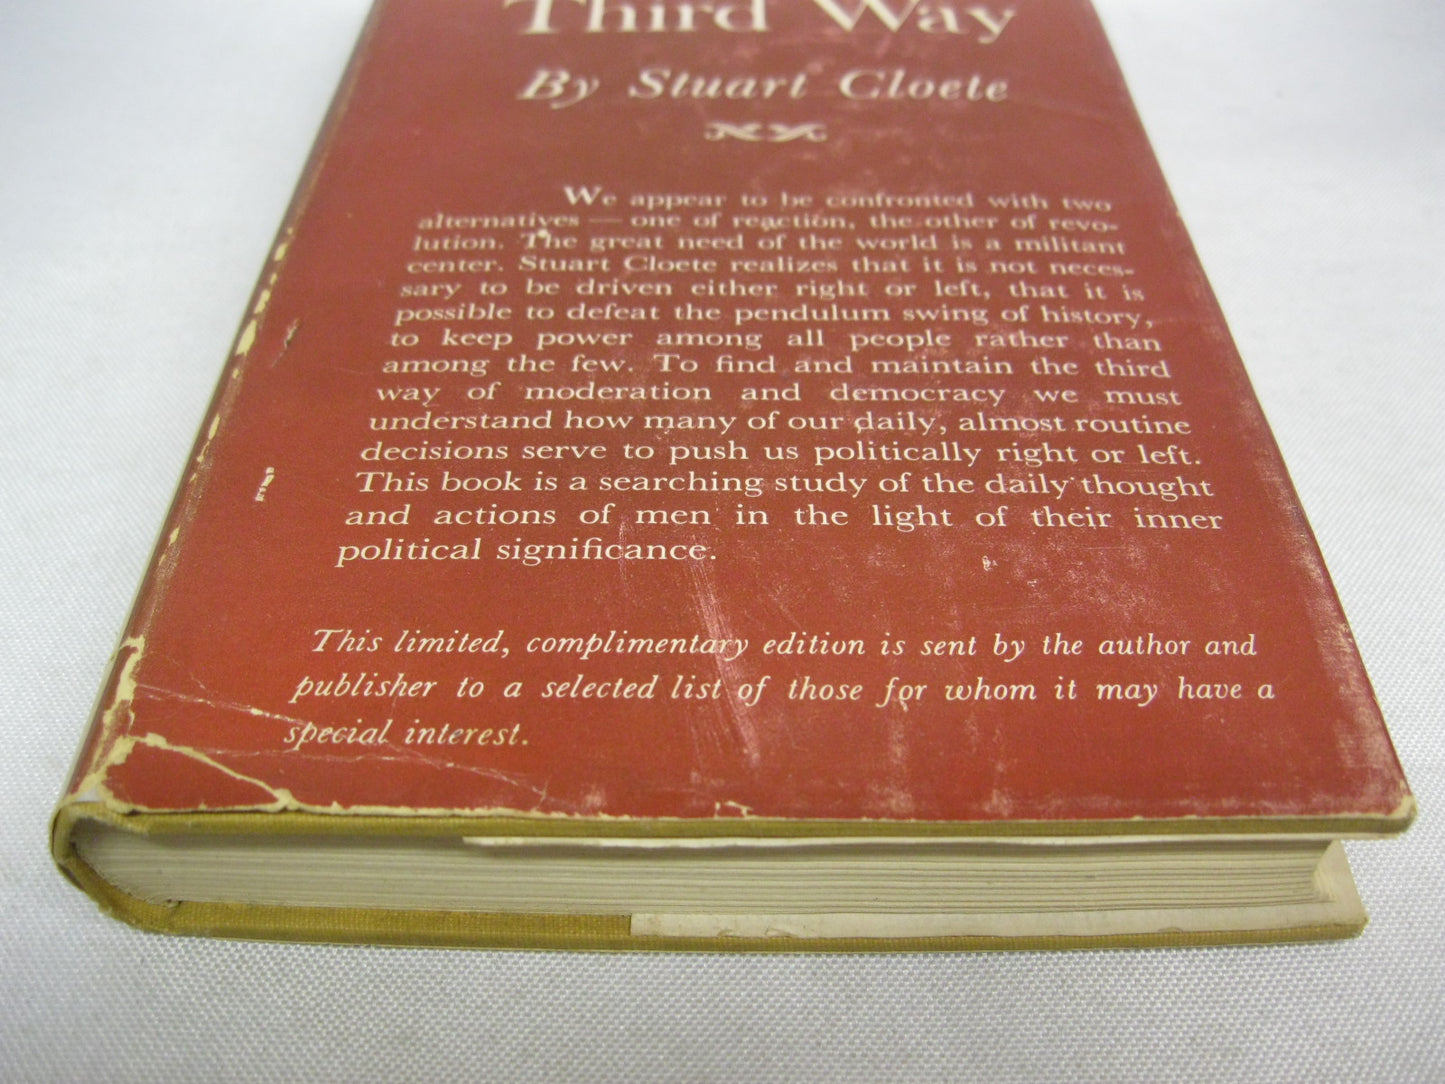 Third Way
By Stuart Cloete
We appear to be confronted with two
alternatives — one of reaction, the other of revo-
lution. The great need of the world is a militant
center. Stuart Cloete realizes that it is not neces-
sary to be driven either right or left, that it is
possible to defeat the pendulum swing of history,
to keep power among all people rather than
among the few. To find and maintain the third
way of moderation and democracy we must
understand how many of our daily, almost routine
decisions serve to push us politically right or left.
This book is a searching study of the daily thought
and actions of men in the light of their inner
political significance.
This limited, complimentary edition is sent by the author and
publisher to a selected list of those for whom it may have a
special interest.